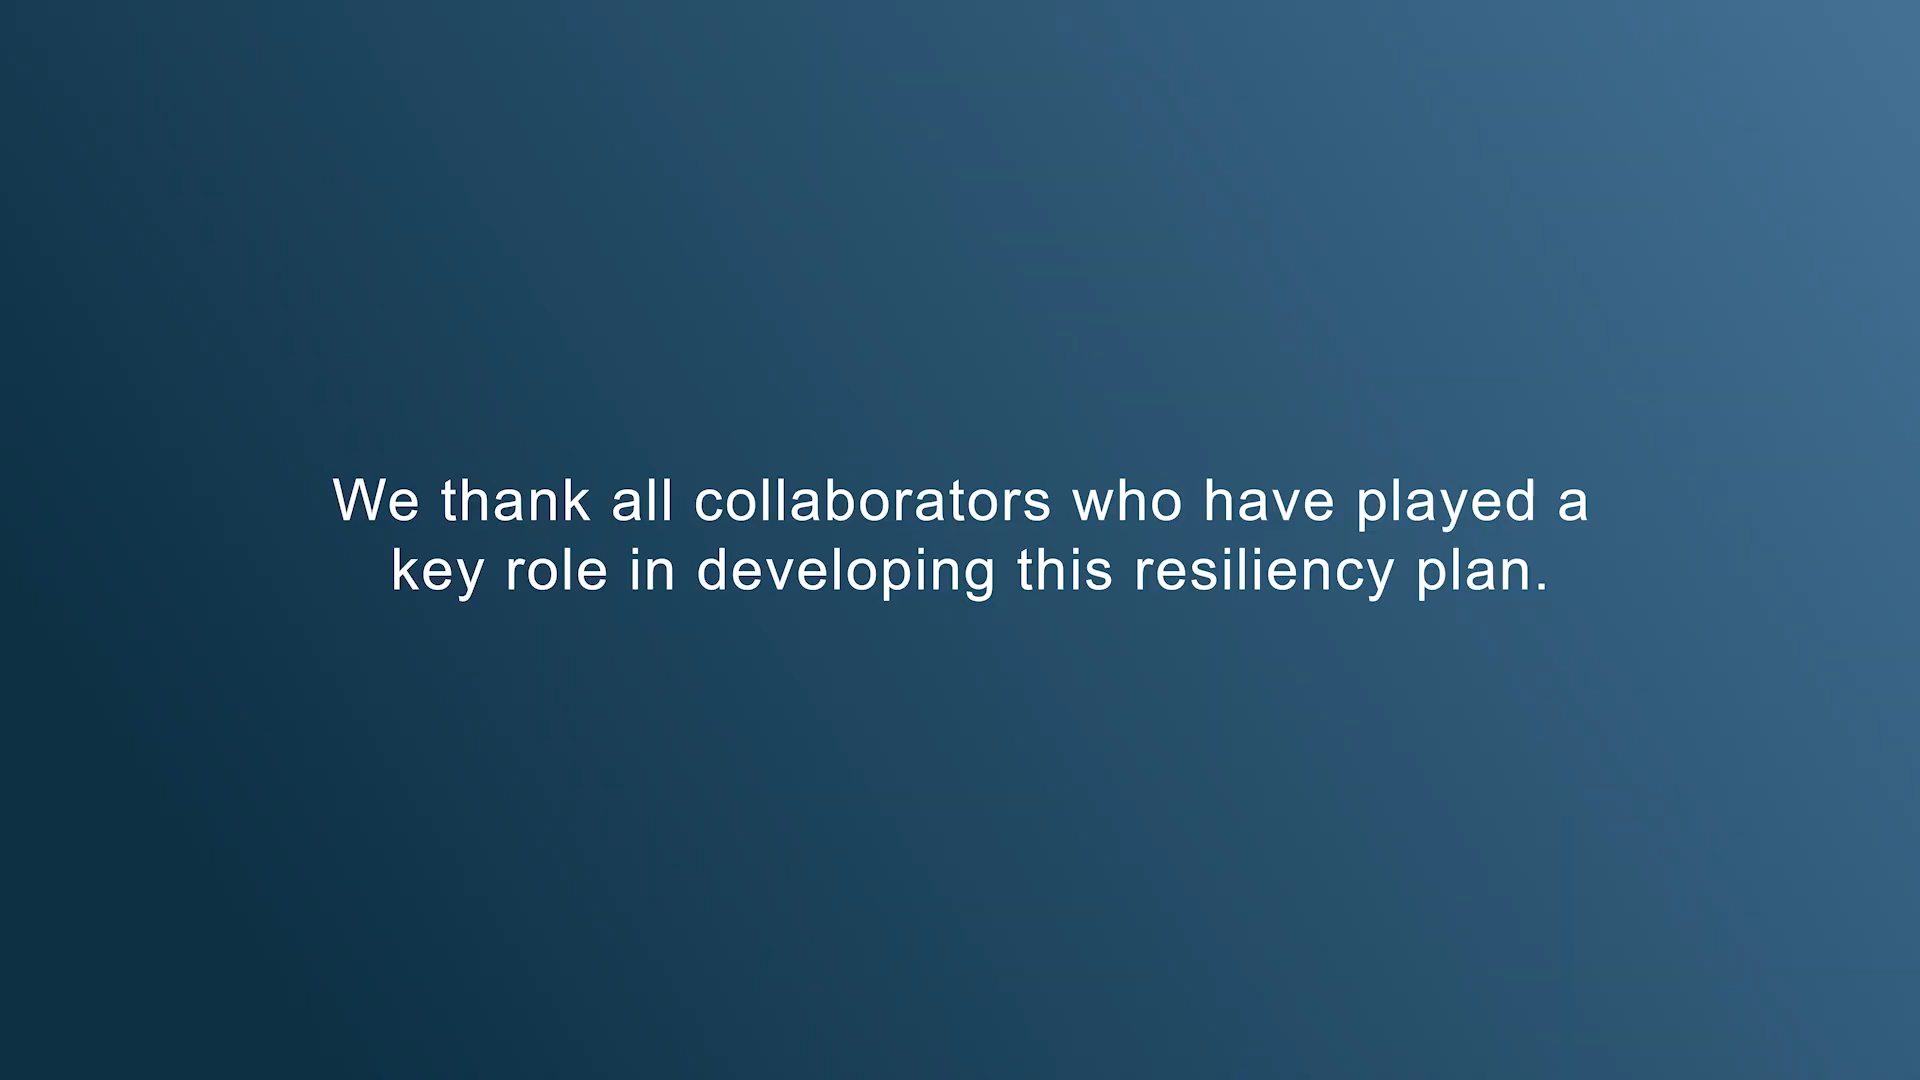 We thank all collaborators who have played a
key role in developing this resiliency plan.